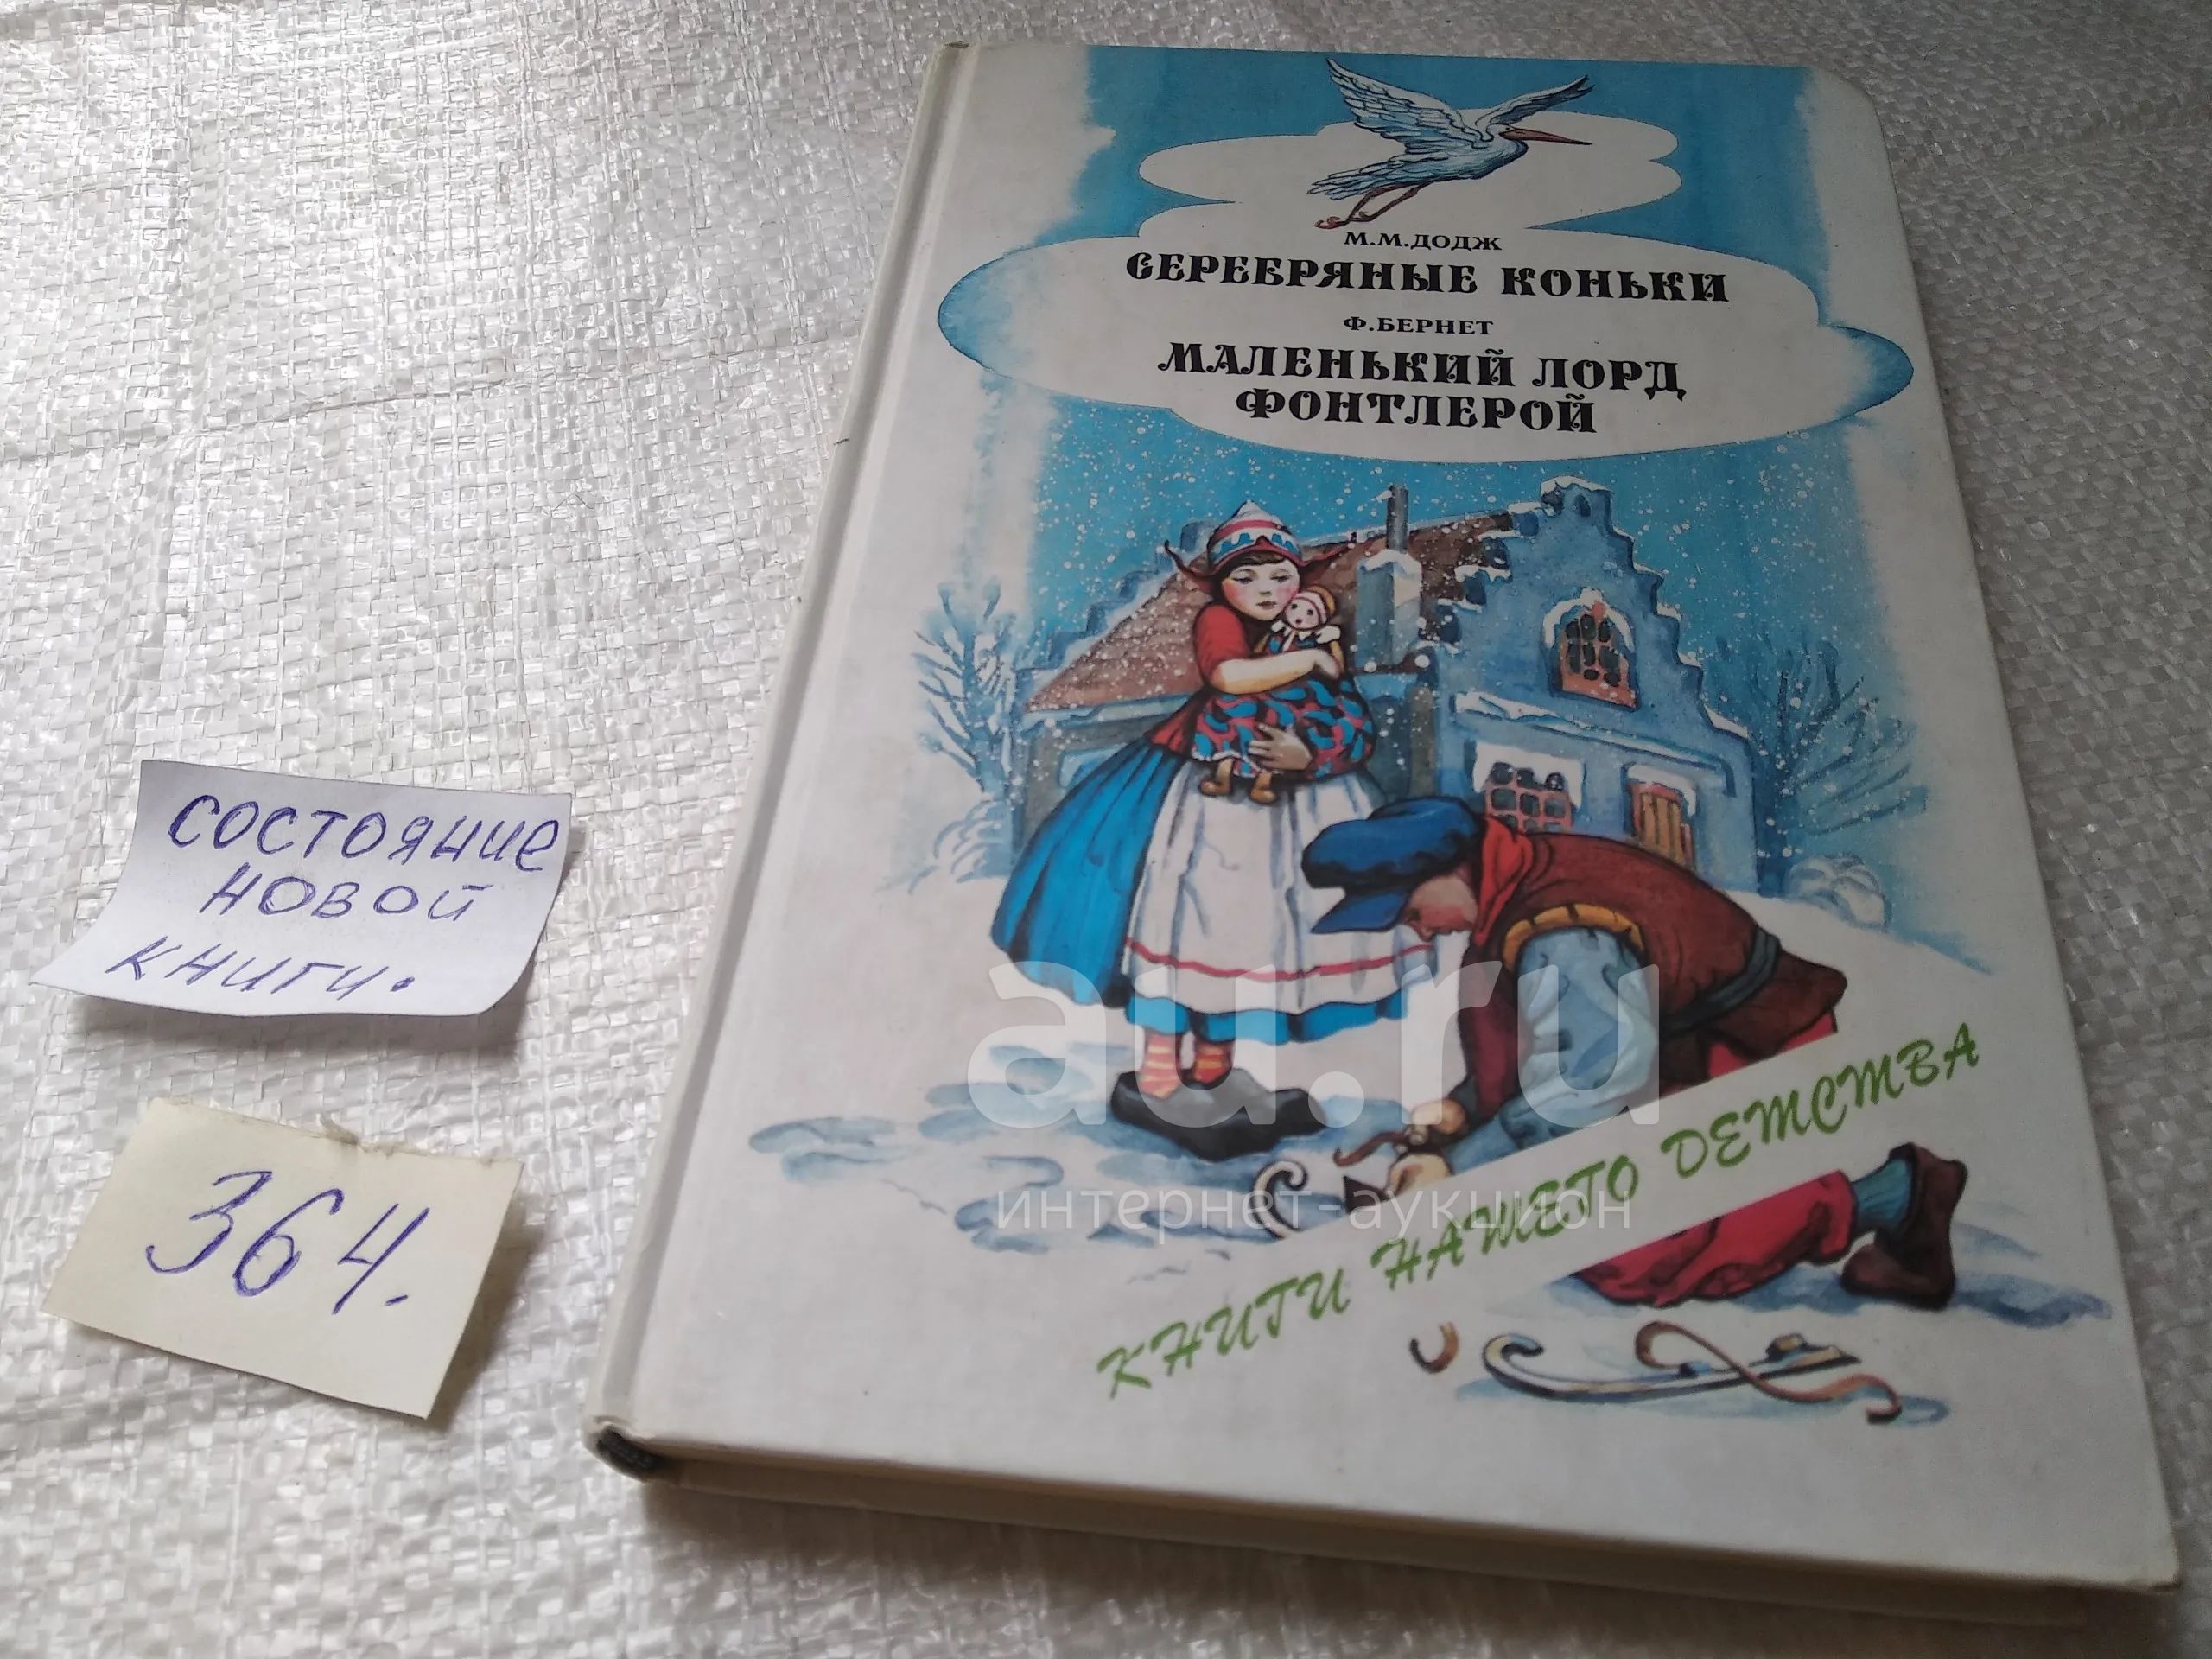 М.М.ДОДЖ
СЕРЕБРЯНЫЕ КОНЬКИ
Ф.БЕРНЕТ
МАЛЕНЬКИЙ ЛОРД
ФОНТЛЕРОЙ
состояние
новой
книги.
364.
au.ru
интернет-аукцион
КНИГИ НАШЕГО ДЕТСТВА